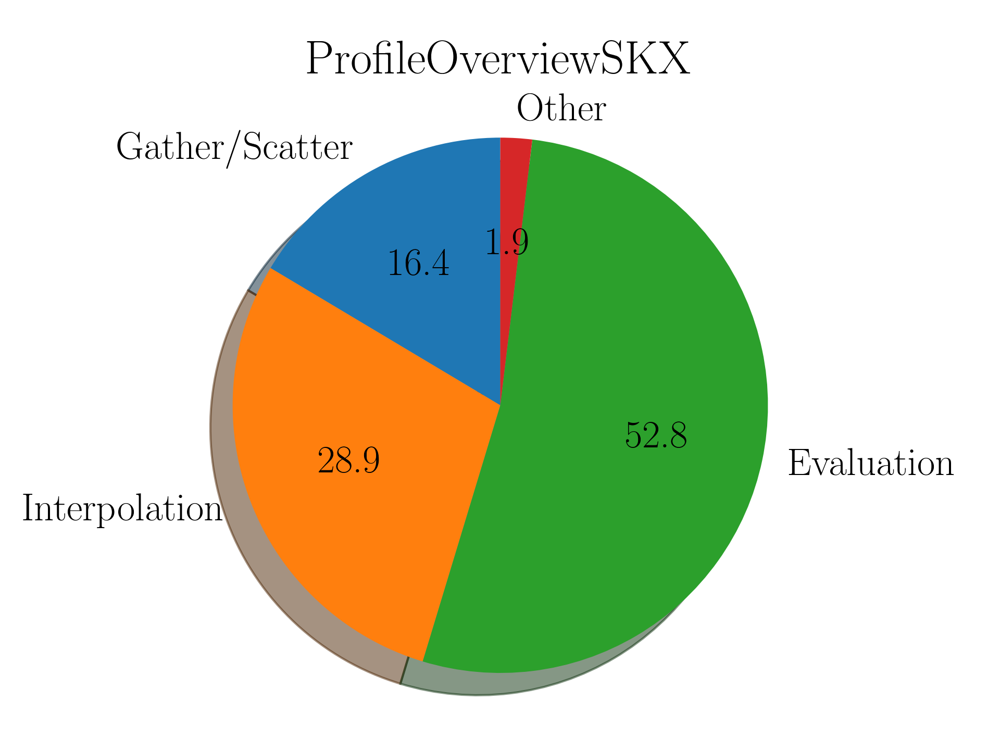 ProfileOverviewSKX
Other
Gather/Scatter
1.9
16.4
52.8
28.9
Evaluation
Interpolation